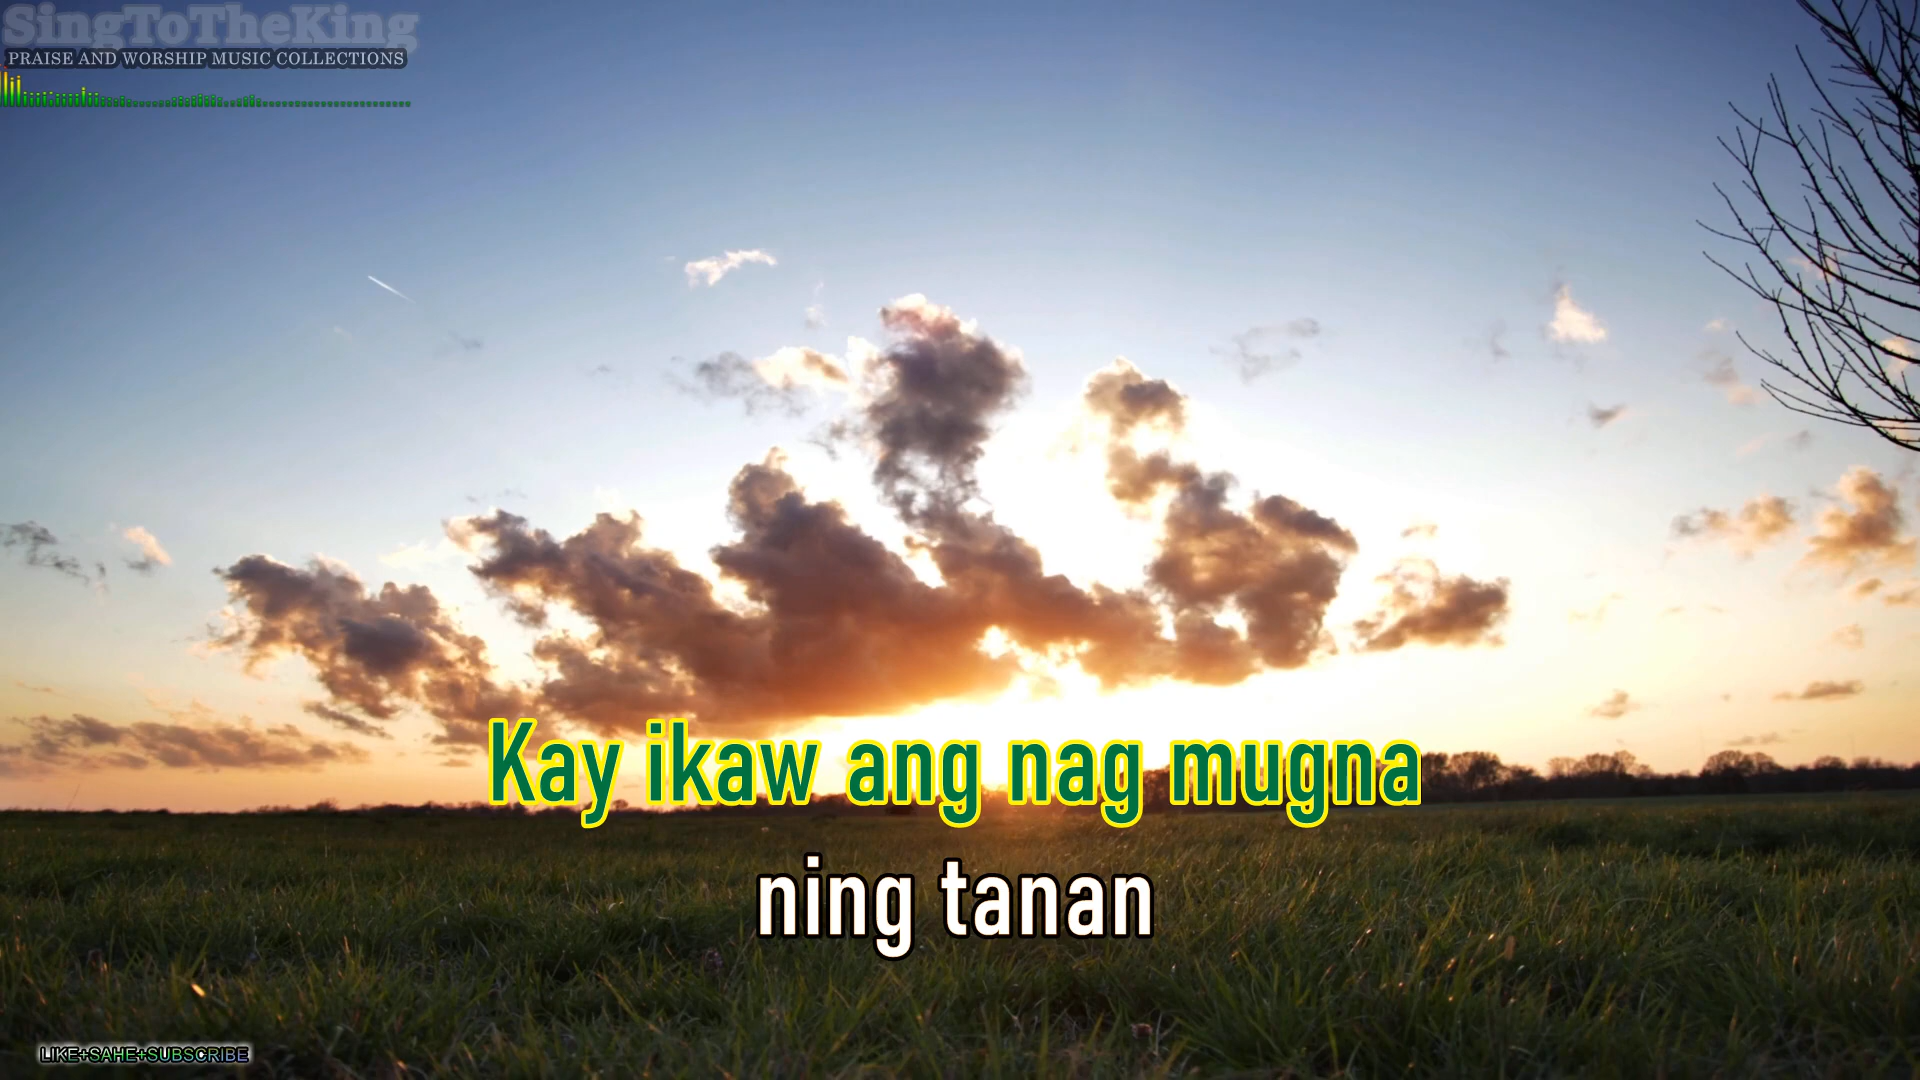 SingToTheKing
PRAISE AND WORSHIP MUSIC COLLECTIONS
Kay ikaw ang nag mugna
ning tanan
LIKE+SAHE+SUBSCRIBE